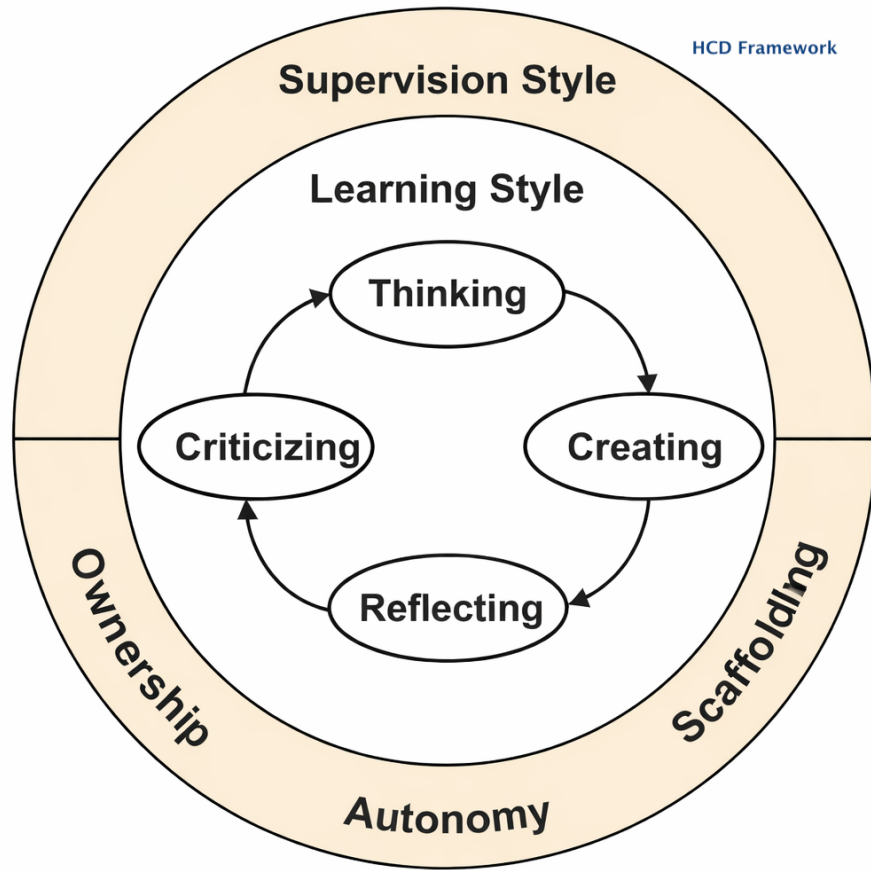 HCD Framework
Supervision Style
Learning Style
Thinking
Criticizing
Creating
Reflecting
Ownership
Scaffolding
Autonomy